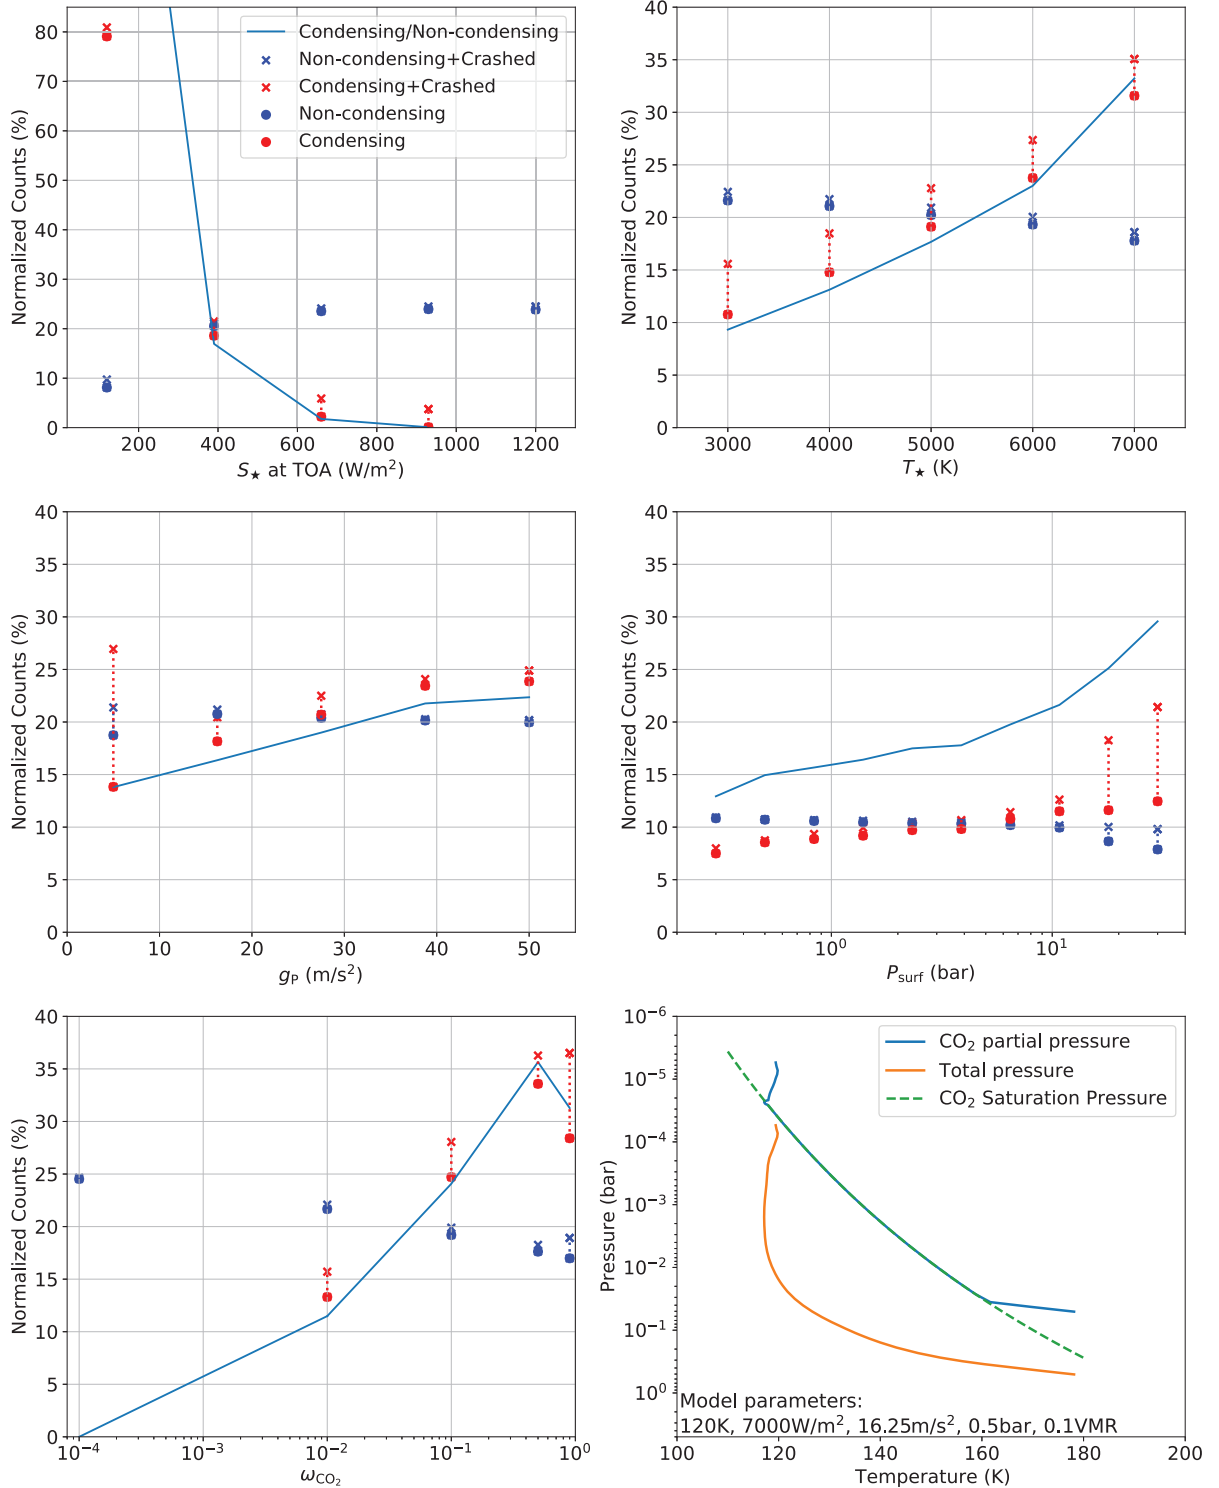 Normalized Counts (%)
80
70
60
50
40
30
20
10
0
Condensing/Non-condensing
Non-condensing+Crashed
Condensing+Crashed
Non-condensing
Condensing
200 400 600 800 1000 1200
S★ at TOA (W/m²)
Normalized Counts (%)
40
35
30
25
20
15
10
5
0
3000 4000 5000 6000 7000
T★ (K)
Normalized Counts (%)
40
35
30
25
20
15
10
5
0
0 10 20 30 40 50
gP (m/s²)
Normalized Counts (%)
40
35
30
25
20
15
10
5
0
10⁰ 10¹
Psurf (bar)
Normalized Counts (%)
40
35
30
25
20
15
10
5
0
10⁻⁴ 10⁻³ 10⁻² 10⁻¹ 10⁰
ωCO₂
Pressure (bar)
10⁻⁶
10⁻⁵
10⁻⁴
10⁻³
10⁻²
10⁻¹
10⁰
CO₂ partial pressure
Total pressure
CO₂ Saturation Pressure
Model parameters:
120K, 7000W/m², 16.25m/s², 0.5bar, 0.1VMR
100 120 140 160 180 200
Temperature (K)